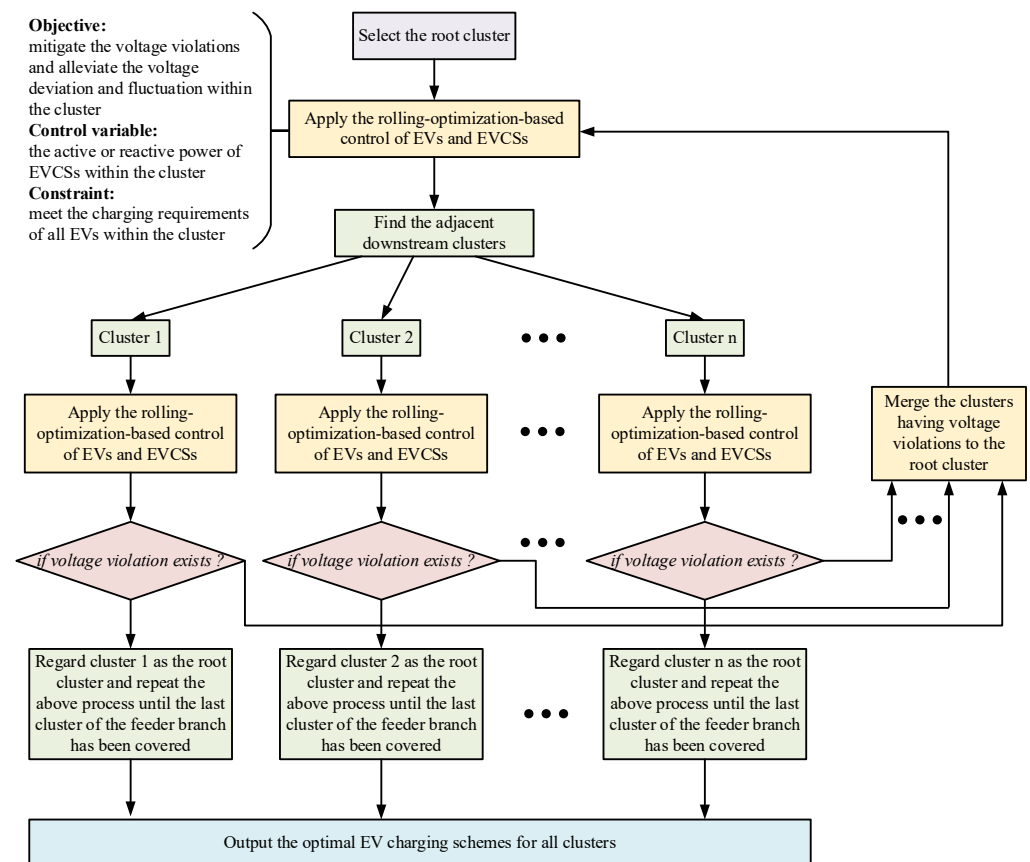 Objective:
mitigate the voltage violations
and alleviate the voltage
deviation and fluctuation within
the cluster
Control variable:
the active or reactive power of
EVCSs within the cluster
Constraint:
meet the charging requirements
of all EVs within the cluster
Select the root cluster
Apply the rolling-optimization-based
control of EVs and EVCSs
Find the adjacent
downstream clusters
Cluster 1
Cluster 2
Cluster n
Apply the rolling-
optimization-based control
of EVs and EVCSs
Apply the rolling-
optimization-based control
of EVs and EVCSs
Apply the rolling-
optimization-based control
of EVs and EVCSs
Merge the clusters
having voltage
violations to the
root cluster
if voltage violation exists ?
if voltage violation exists ?
if voltage violation exists ?
Regard cluster 1 as the root
cluster and repeat the
above process until the last
cluster of the feeder branch
has been covered
Regard cluster 2 as the root
cluster and repeat the
above process until the last
cluster of the feeder branch
has been covered
Regard cluster n as the root
cluster and repeat the
above process until the last
cluster of the feeder branch
has been covered
Output the optimal EV charging schemes for all clusters